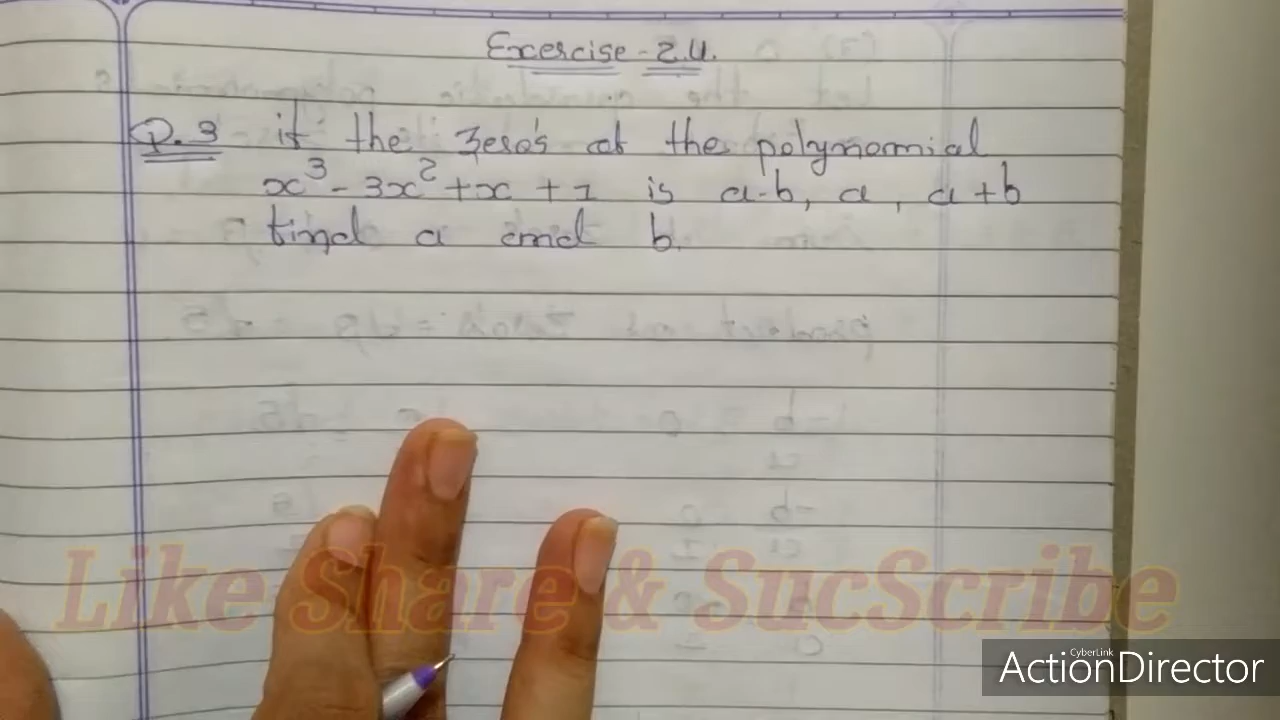 Excercise - 2.4.
Q.3 if the zero's of the polynomial
x³ - 3x² + x + 1 is a-b, a, a+b
find a and b.
Like Share & SucScribe
CyberLink
ActionDirector